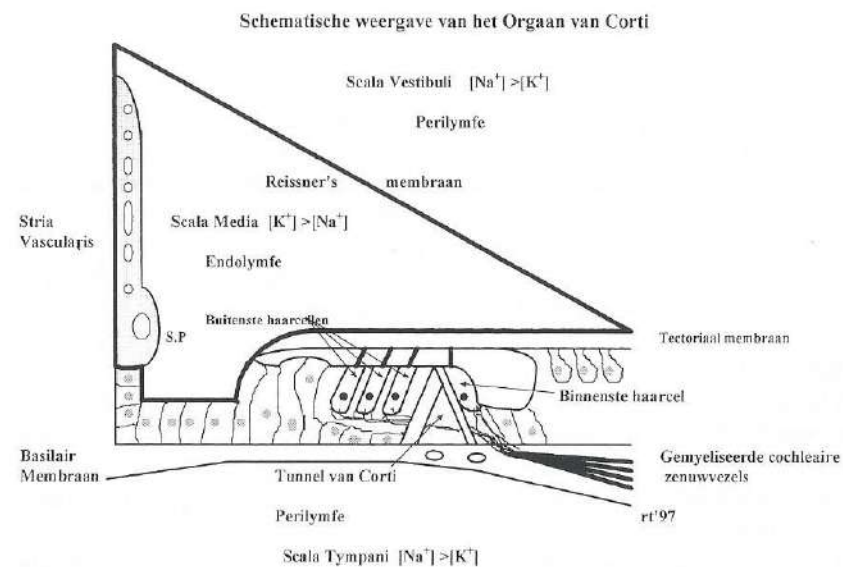 Schematische weergave van het Orgaan van Corti
Scala Vestibuli [Na+] >[K+]
Perilymfe
Reissner's membraan
Scala Media [K+] >[Na+]
Endolymfe
Stria
Vascularis
Buitenste haarcellen
S.P
Tectoriaal membraan
Binnenste haarcel
Basilair
Membraan
Tunnel van Corti
Gemyeliseerde cochleaire
zenuwvezels
rt'97
Perilymfe
Scala Tympani [Na+] >[K+]